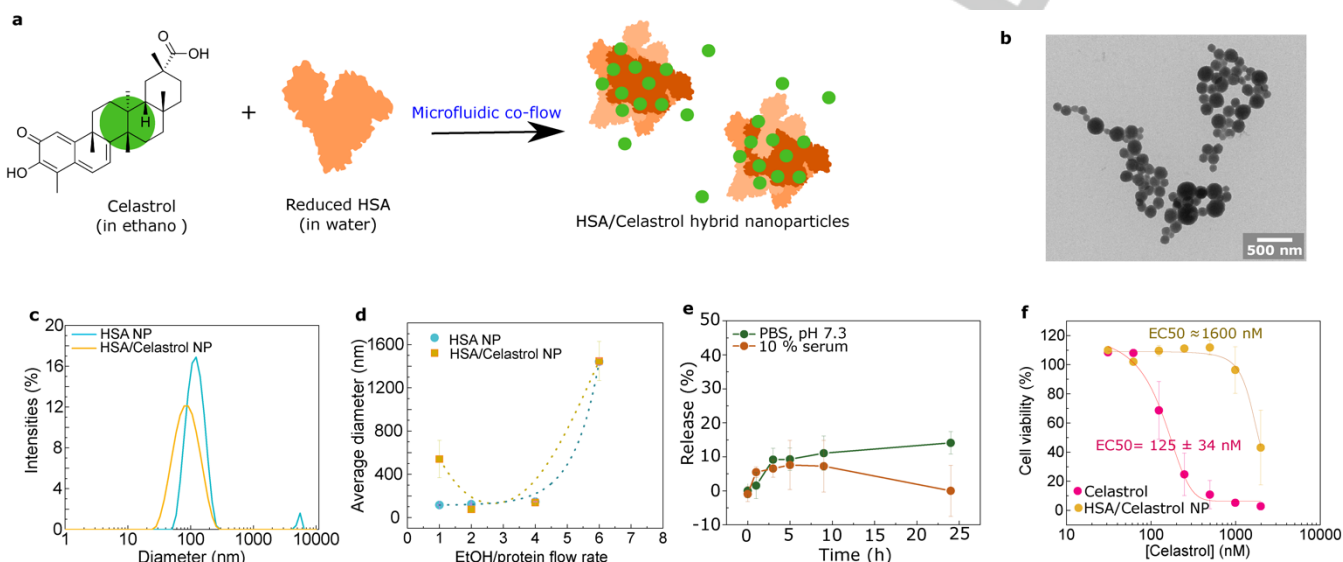 a
O
OH
H
O
HO
Celastrol
(in ethano )
+
Reduced HSA
(in water)
Microfluidic co-flow
HSA/Celastrol hybrid nanoparticles
b
500 nm
c
HSA NP
HSA/Celastrol NP
Intensities (%)
20
16
12
8
4
0
1
10
100
1000
10000
Diameter (nm)
d
HSA NP
HSA/Celastrol NP
Average diameter (nm)
1600
1200
800
400
0
0 1 2 3 4 5 6 7 8
EtOH/protein flow rate
e
PBS, pH 7.3
10 % serum
Release (%)
50
40
30
20
10
0
-10
0 5 10 15 20 25
Time (h)
f
EC50 ≈1600 nM
EC50= 125 ± 34 nM
Celastrol
HSA/Celastrol NP
Cell viability (%)
120
100
80
60
40
20
0
10 100 1000 10000
[Celastrol] (nM)